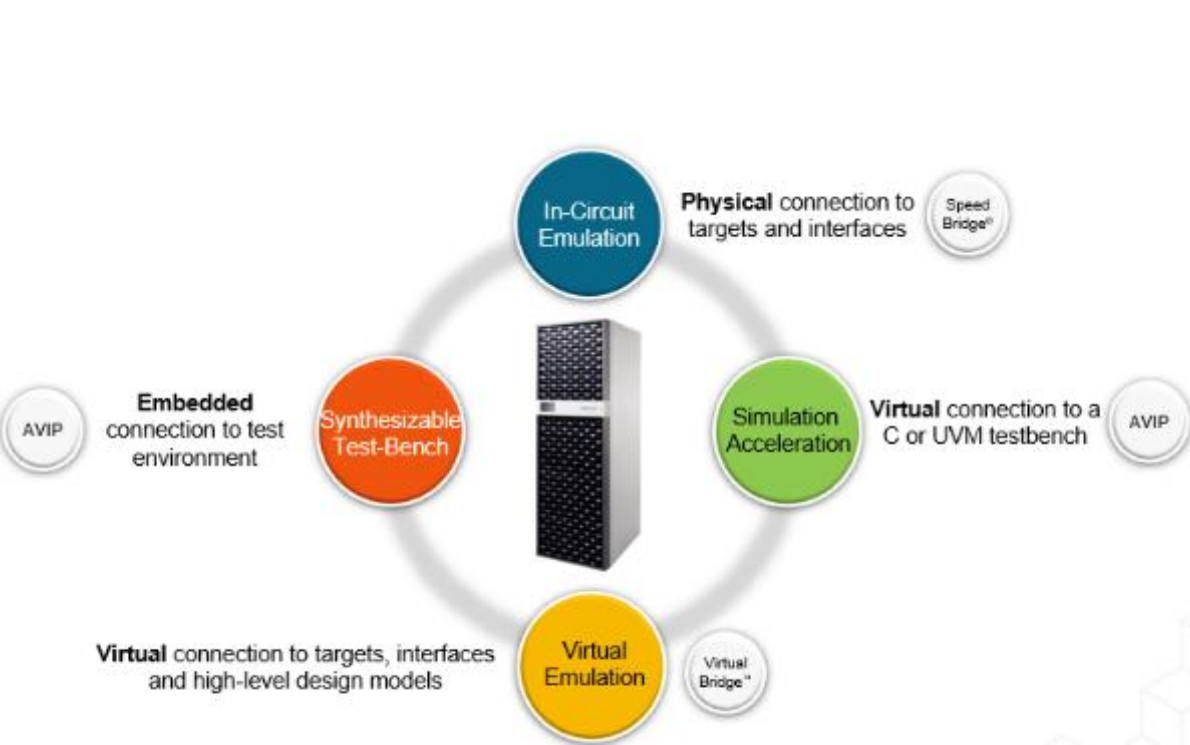 In-Circuit
Emulation
Physical connection to
targets and interfaces
Speed
Bridge®
AVIP
Embedded
connection to test
environment
Synthesizable
Test-Bench
Simulation
Acceleration
Virtual connection to a
C or UVM testbench
AVIP
Virtual connection to targets, interfaces
and high-level design models
Virtual
Emulation
Virtual
Bridge™